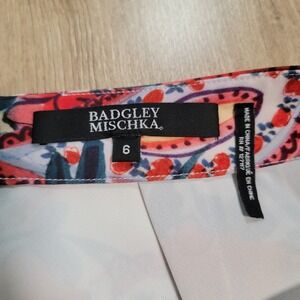 BADGLEY
MISCHKA
6
MADE IN CHINA/FABRIQUÉ EN CHINE